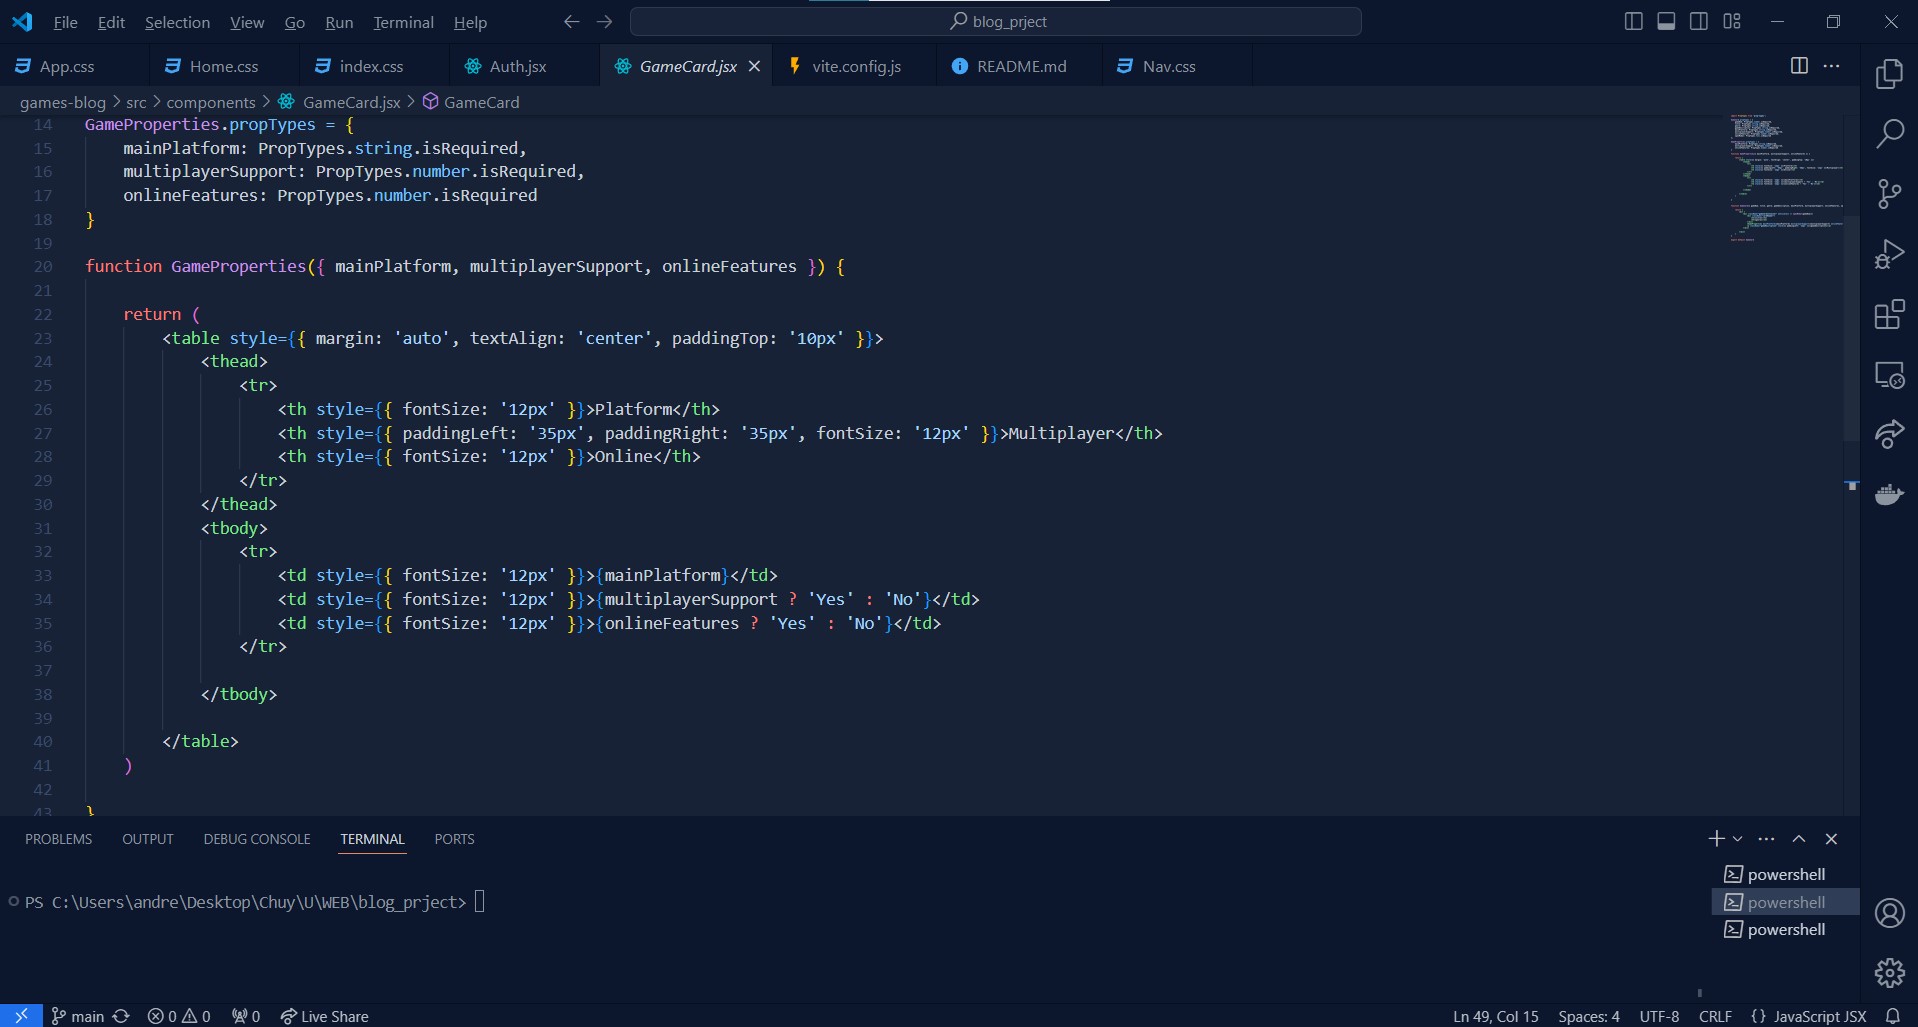 File Edit Selection View Go Run Terminal Help blog_prject
App.css Home.css index.css Auth.jsx GameCard.jsx vite.config.js README.md Nav.css
games-blog > src > components > GameCard.jsx > GameCard
14 GameProperties.propTypes = {
15     mainPlatform: PropTypes.string.isRequired,
16     multiplayerSupport: PropTypes.number.isRequired,
17     onlineFeatures: PropTypes.number.isRequired
18 }
19
20 function GameProperties({ mainPlatform, multiplayerSupport, onlineFeatures }) {
21
22     return (
23         <table style={{ margin: 'auto', textAlign: 'center', paddingTop: '10px' }}>
24             <thead>
25                 <tr>
26                     <th style={{ fontSize: '12px' }}>Platform</th>
27                     <th style={{ paddingLeft: '35px', paddingRight: '35px', fontSize: '12px' }}>Multiplayer</th>
28                     <th style={{ fontSize: '12px' }}>Online</th>
29                 </tr>
30             </thead>
31             <tbody>
32                 <tr>
33                     <td style={{ fontSize: '12px' }}>{mainPlatform}</td>
34                     <td style={{ fontSize: '12px' }}>{multiplayerSupport ? 'Yes' : 'No'}</td>
35                     <td style={{ fontSize: '12px' }}>{onlineFeatures ? 'Yes' : 'No'}</td>
36                 </tr>
37
38             </tbody>
39
40         </table>
41     )
42
43 }
PROBLEMS OUTPUT DEBUG CONSOLE TERMINAL PORTS
powershell
PS C:\Users\andre\Desktop\Chuy\U\WEB\blog_prject>
powershell
powershell
main 0 0 0 Live Share Ln 49, Col 15 Spaces: 4 UTF-8 CRLF {} JavaScript JSX